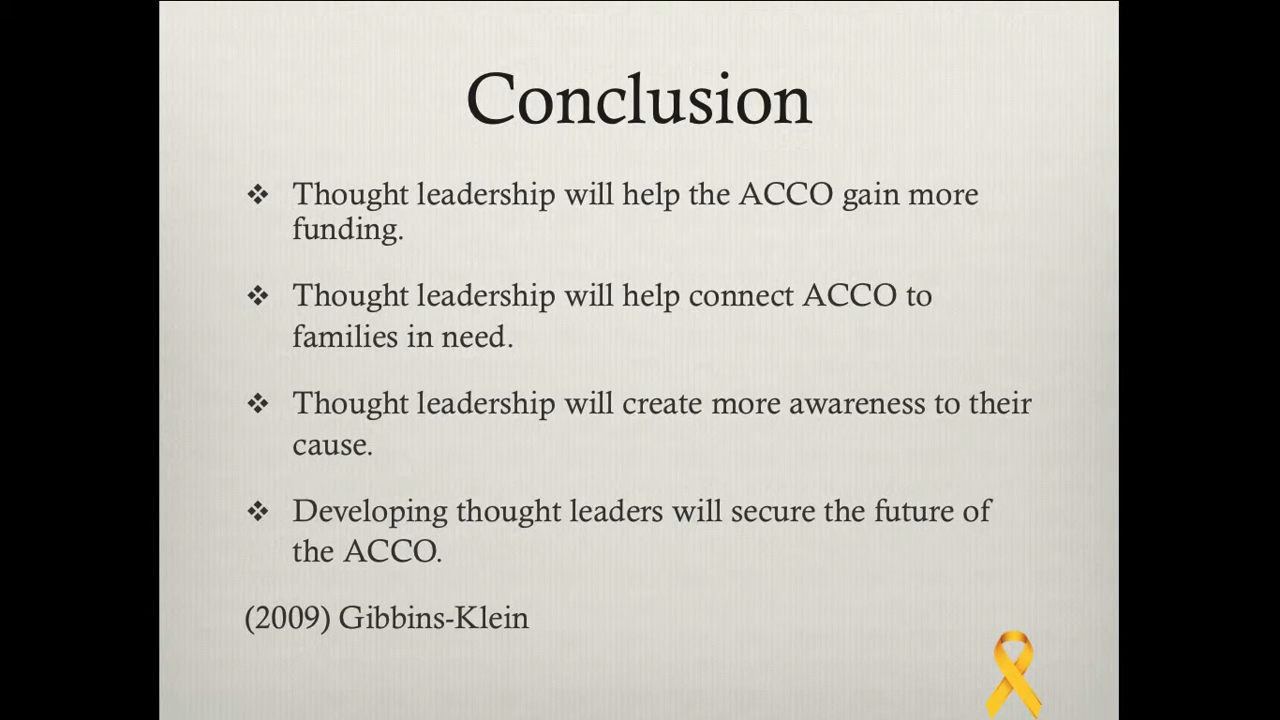 Conclusion
❖ Thought leadership will help the ACCO gain more
funding.
❖ Thought leadership will help connect ACCO to
families in need.
❖ Thought leadership will create more awareness to their
cause.
❖ Developing thought leaders will secure the future of
the ACCO.
(2009) Gibbins-Klein